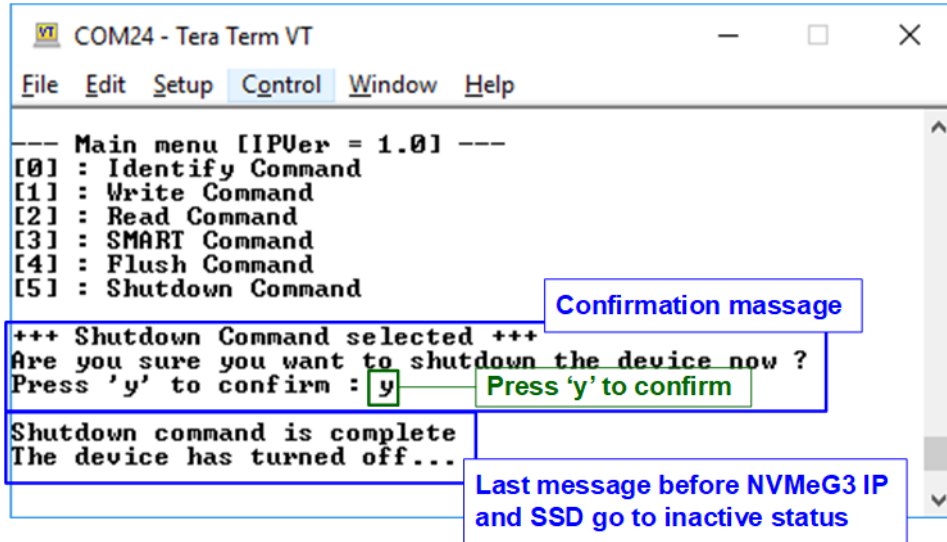 COM24 - Tera Term VT
File Edit Setup Control Window Help
--- Main menu [IPVer = 1.0] ---
[0] : Identify Command
[1] : Write Command
[2] : Read Command
[3] : SMART Command
[4] : Flush Command
[5] : Shutdown Command
Confirmation massage
+++ Shutdown Command selected +++
Are you sure you want to shutdown the device now ?
Press 'y' to confirm : y
Press ‘y’ to confirm
Shutdown command is complete
The device has turned off...
Last message before NVMeG3 IP
and SSD go to inactive status